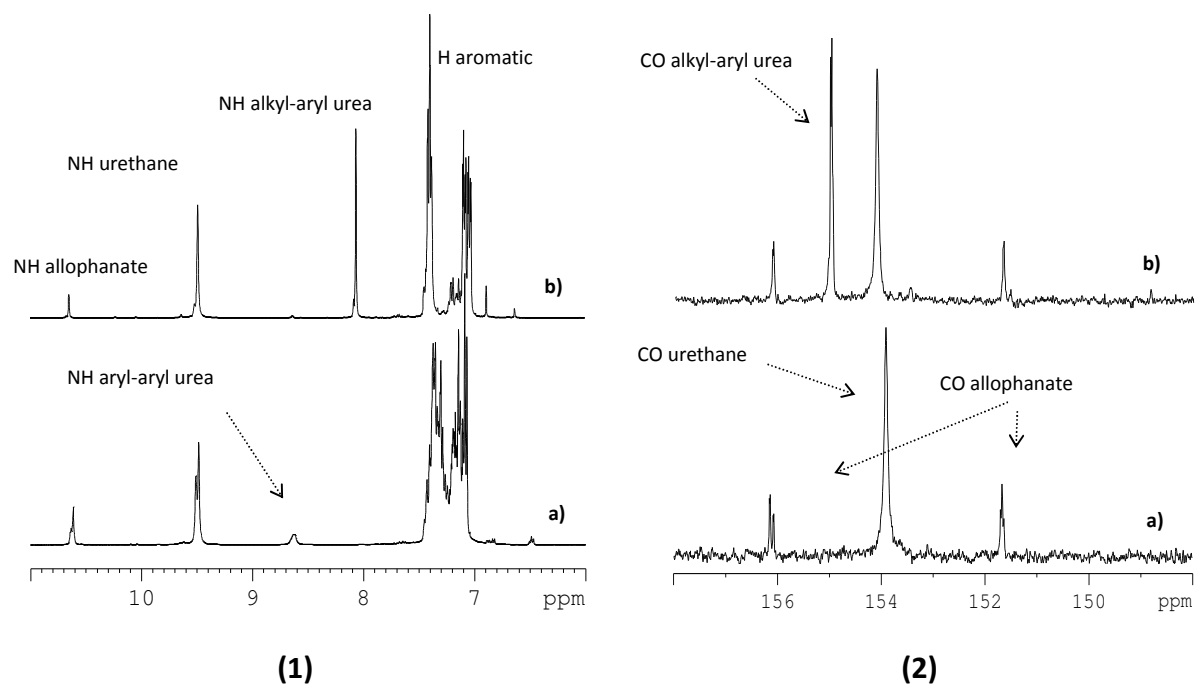 H aromatic
NH alkyl-aryl urea
NH urethane
NH allophanate
b)
NH aryl-aryl urea
a)
10 9 8 7 ppm
(1)
CO alkyl-aryl urea
b)
CO urethane
CO allophanate
a)
156 154 152 150 ppm
(2)